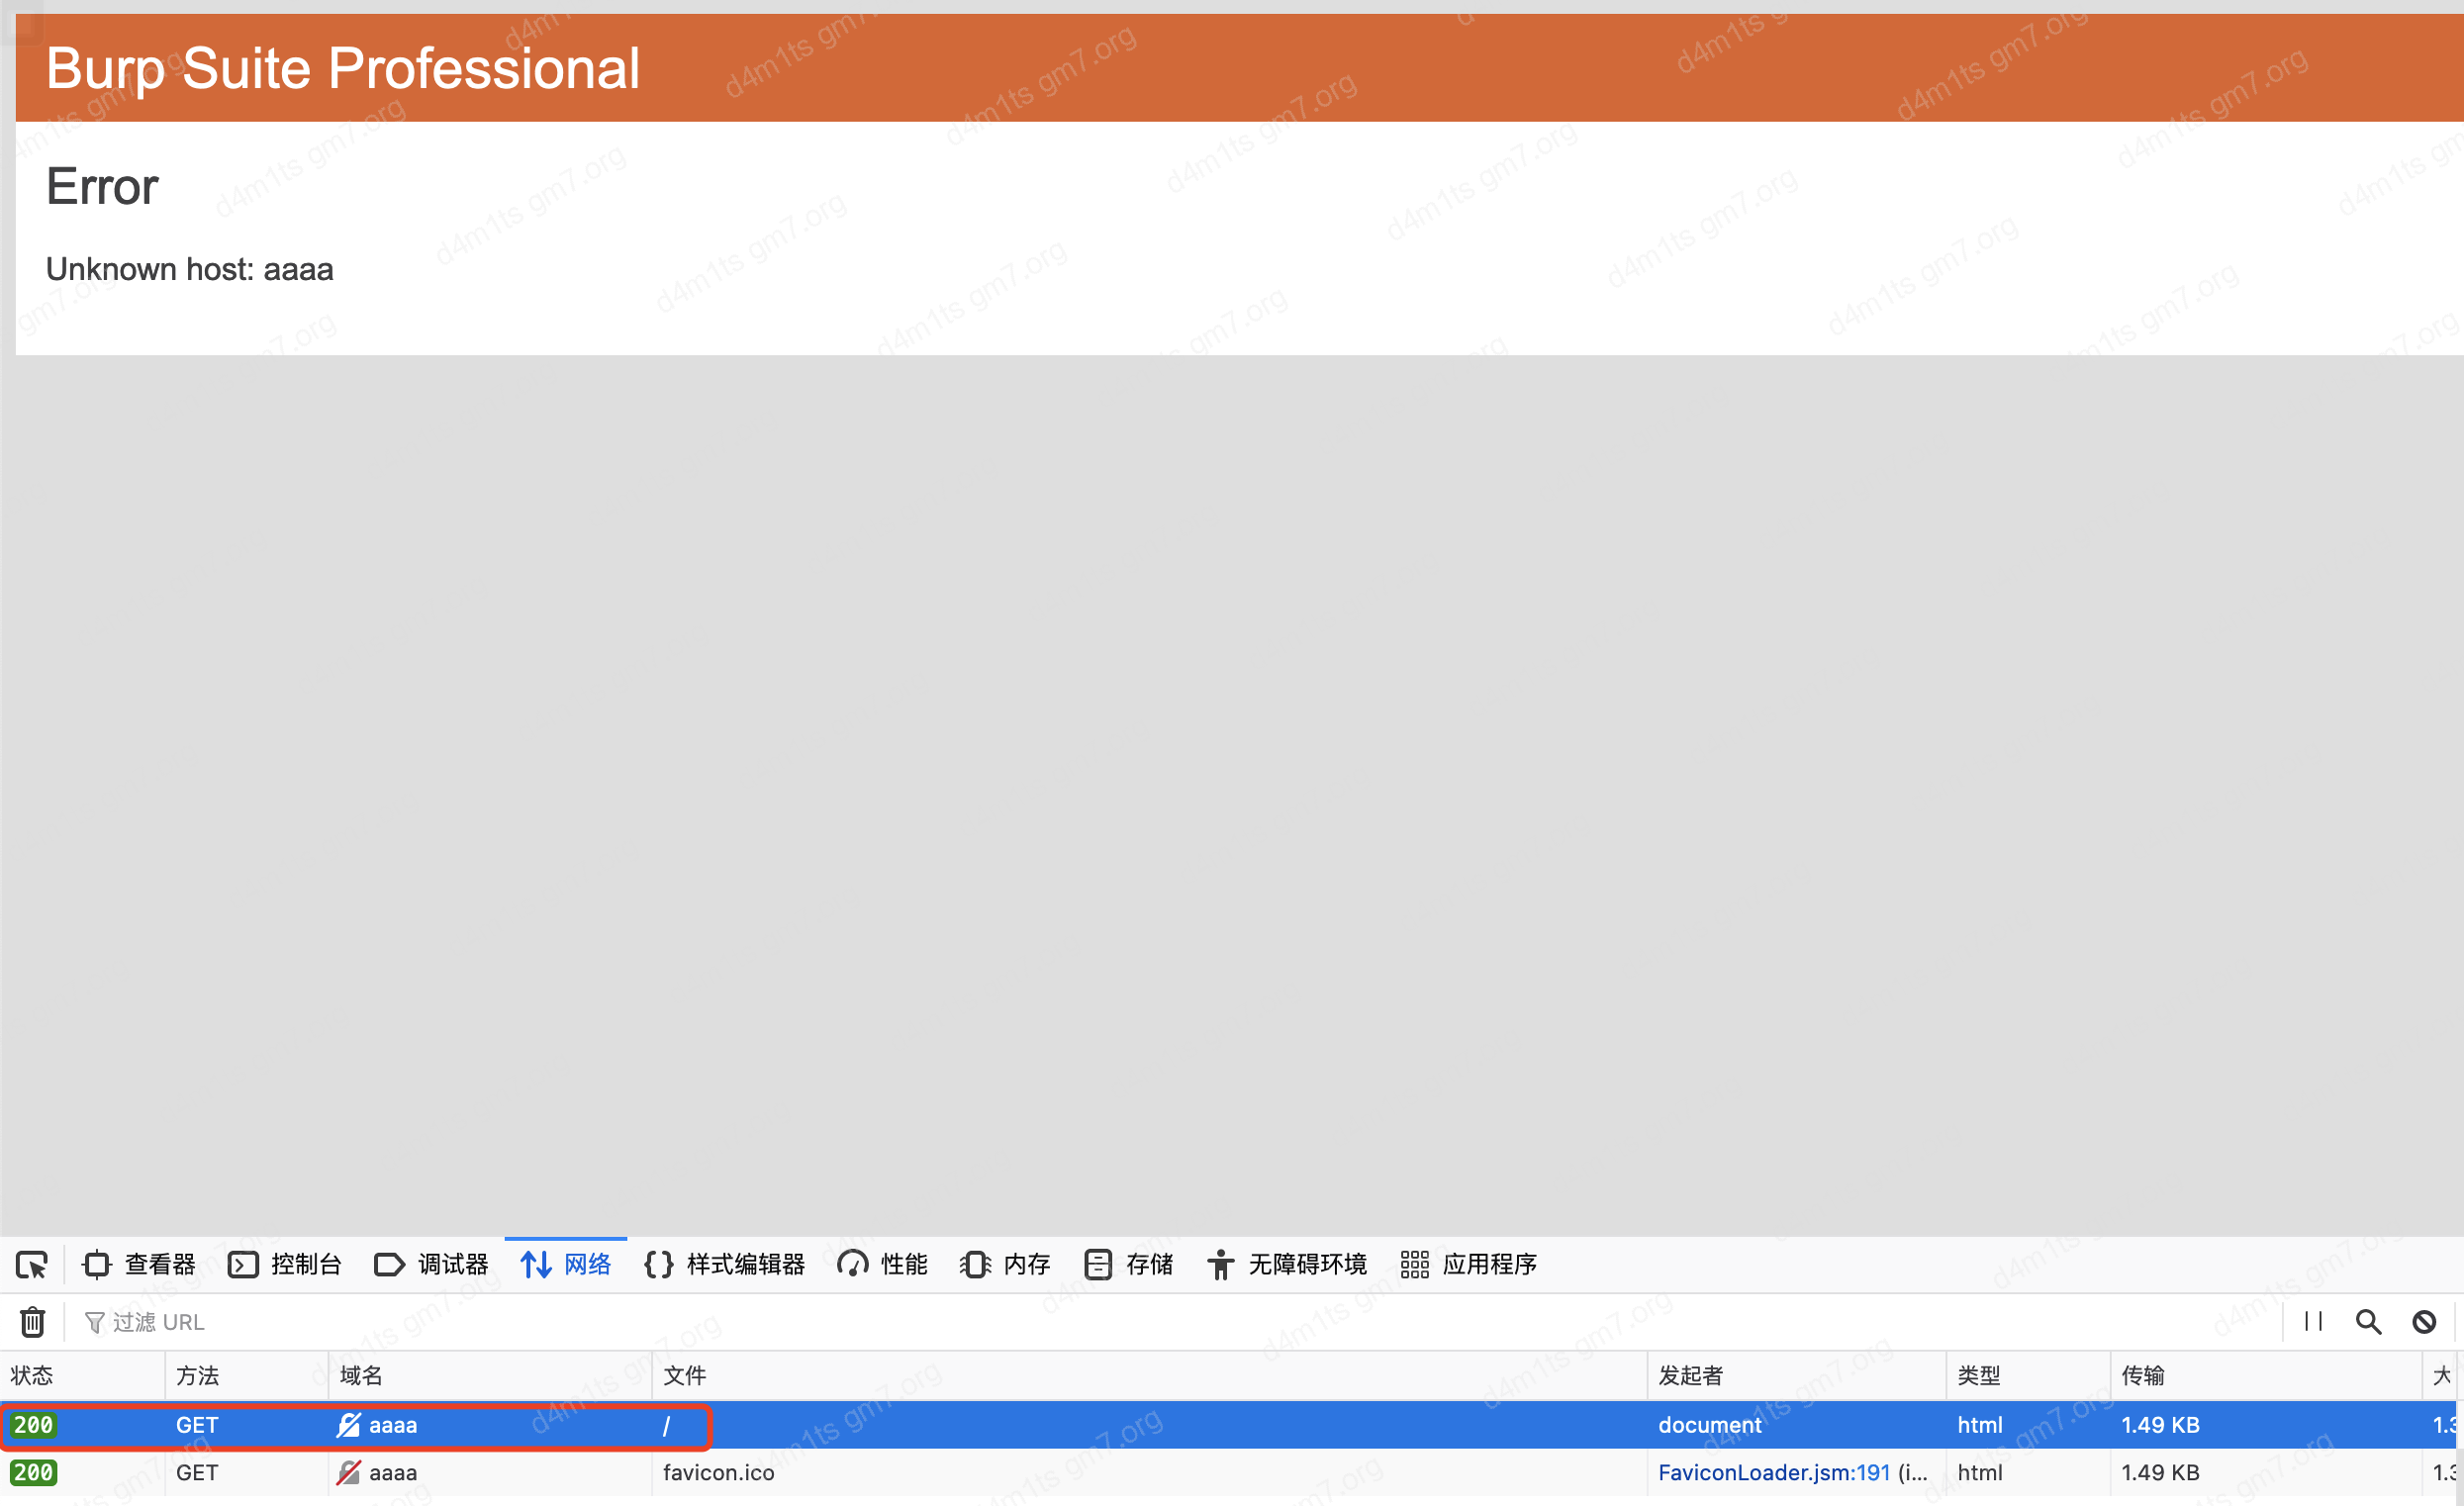 Burp Suite Professional
Error
Unknown host: aaaa
查看器 控制台 调试器 网络 样式编辑器 性能 内存 存储 无障碍环境 应用程序
过滤 URL
状态 方法 域名 文件 发起者 类型 传输 大
200 GET aaaa / document html 1.49 KB 1.3
200 GET aaaa favicon.ico FaviconLoader.jsm:191 (i... html 1.49 KB 1.3
d4m1ts gm7.org